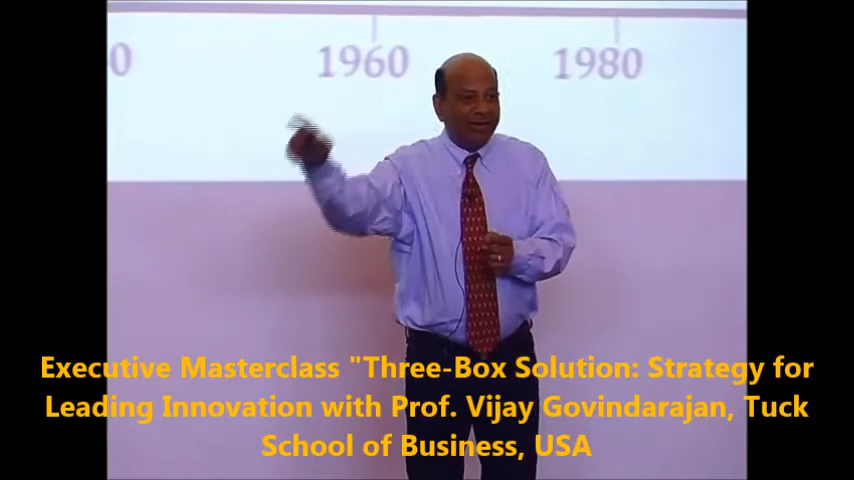 0 1960 1980
Executive Masterclass "Three-Box Solution: Strategy for
Leading Innovation with Prof. Vijay Govindarajan, Tuck
School of Business, USA